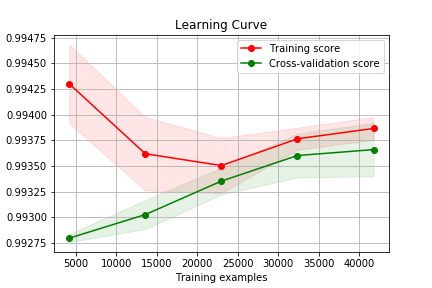 Learning Curve
Training score
Cross-validation score
0.99475
0.99450
0.99425
0.99400
0.99375
0.99350
0.99325
0.99300
0.99275
5000 10000 15000 20000 25000 30000 35000 40000
Training examples